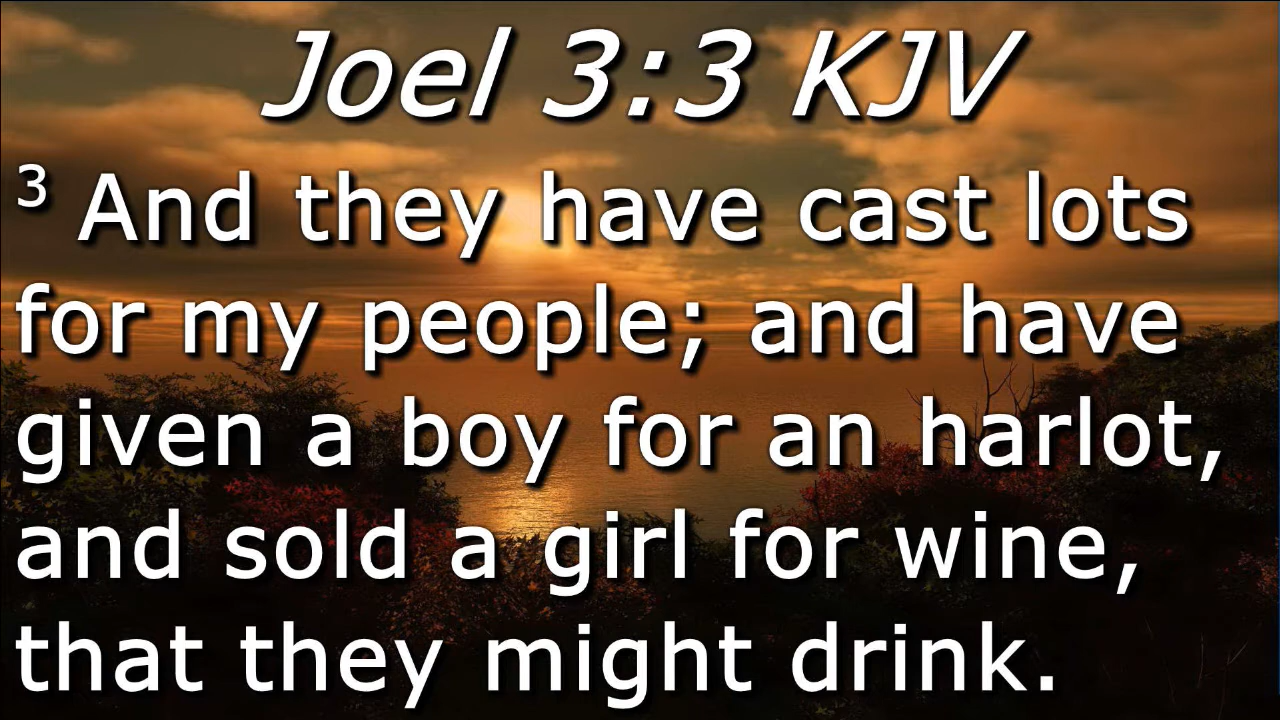 Joel 3:3 KJV
3 And they have cast lots
for my people; and have
given a boy for an harlot,
and sold a girl for wine,
that they might drink.